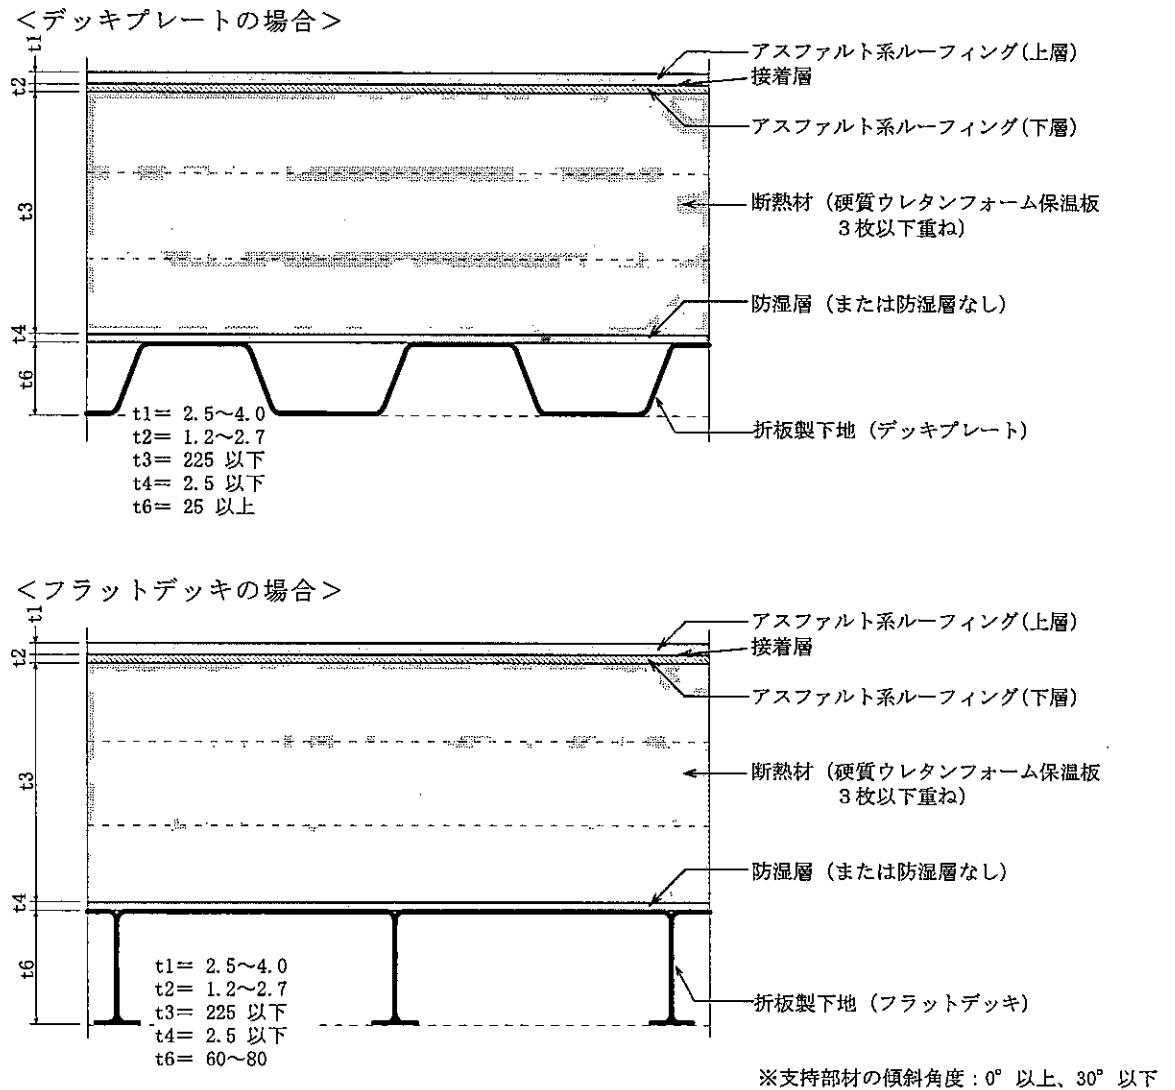 ＜デッキプレートの場合＞
t1
t2
t3
t4
t6
アスファルト系ルーフィング(上層)
接着層
アスファルト系ルーフィング(下層)
断熱材（硬質ウレタンフォーム保温板
３枚以下重ね）
防湿層（または防湿層なし）
折板製下地（デッキプレート）
t1＝ 2.5～4.0
t2＝ 1.2～2.7
t3＝ 225 以下
t4＝ 2.5 以下
t6＝ 25 以上
＜フラットデッキの場合＞
t1
t2
t3
t4
t6
アスファルト系ルーフィング(上層)
接着層
アスファルト系ルーフィング(下層)
断熱材（硬質ウレタンフォーム保温板
３枚以下重ね）
防湿層（または防湿層なし）
折板製下地（フラットデッキ）
t1＝ 2.5～4.0
t2＝ 1.2～2.7
t3＝ 225 以下
t4＝ 2.5 以下
t6＝ 60～80
※支持部材の傾斜角度：0°以上、30°以下